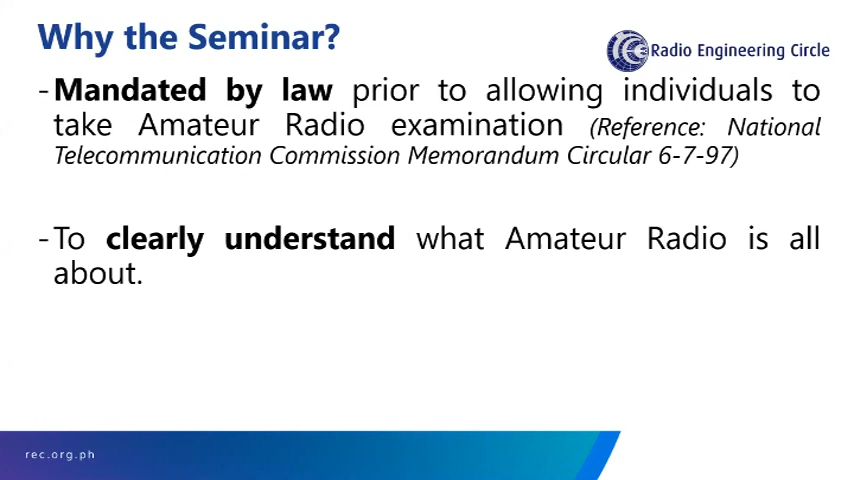 Why the Seminar?
Radio Engineering Circle
- Mandated by law prior to allowing individuals to
take Amateur Radio examination (Reference: National
Telecommunication Commission Memorandum Circular 6-7-97)
- To clearly understand what Amateur Radio is all
about.
rec.org.ph